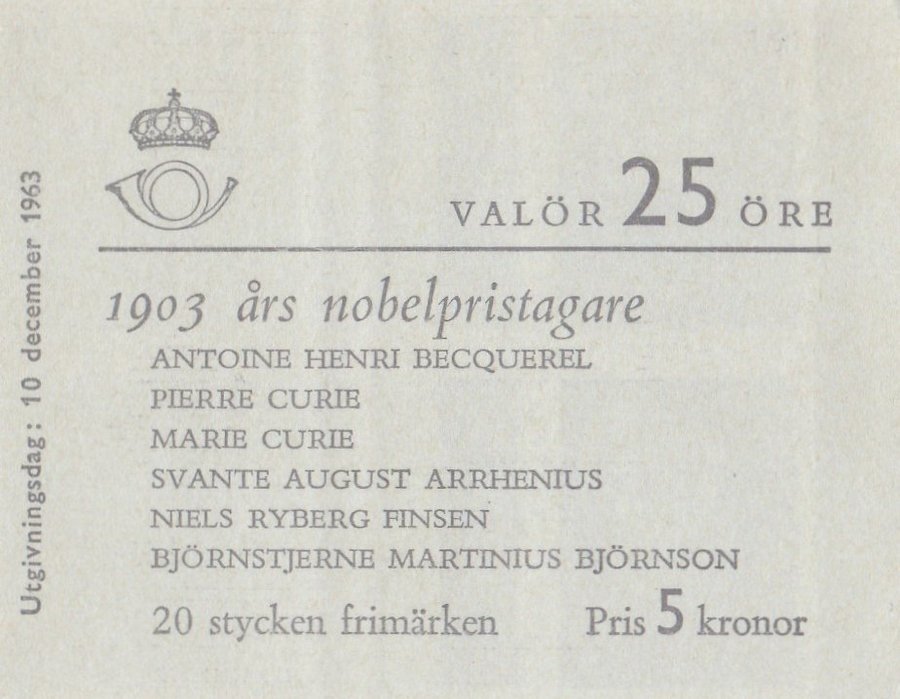 Utgivningsdag: 10 december 1963
VALÖR 25 ÖRE
1903 års nobelpristagare
ANTOINE HENRI BECQUEREL
PIERRE CURIE
MARIE CURIE
SVANTE AUGUST ARRHENIUS
NIELS RYBERG FINSEN
BJÖRNSTJERNE MARTINIUS BJÖRNSON
20 stycken frimärken Pris 5 kronor